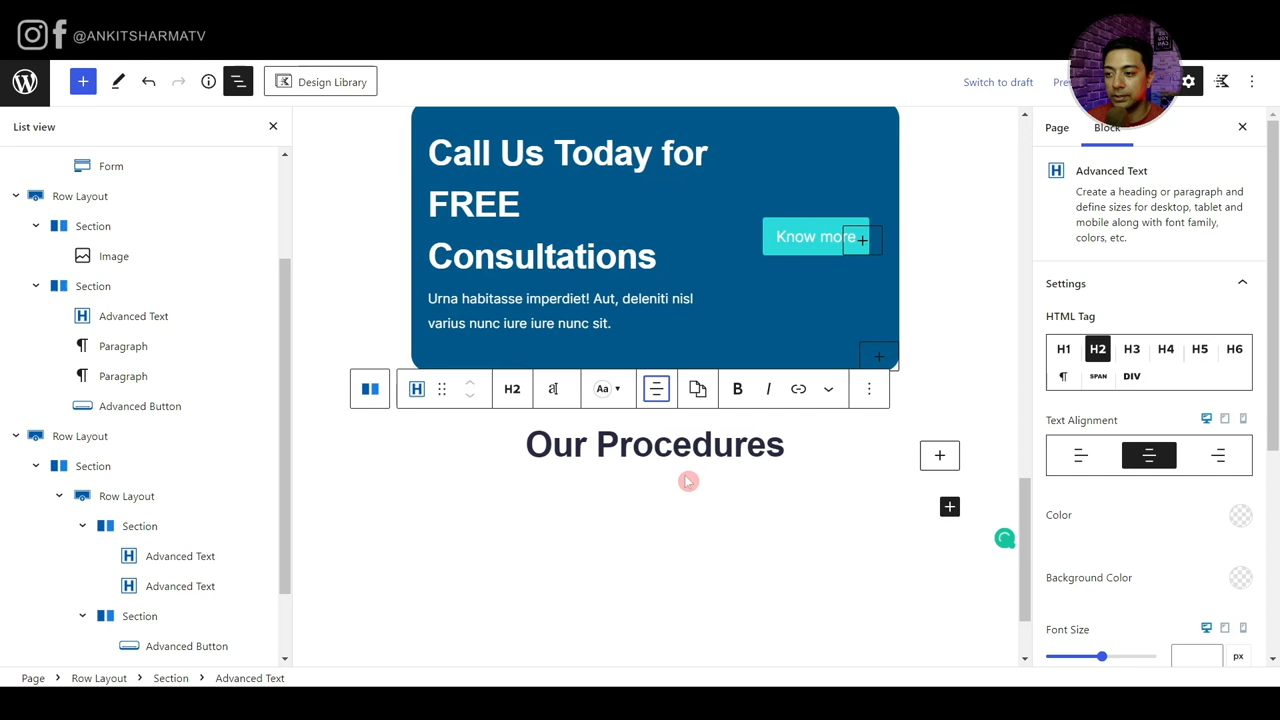 @ANKITSHARMATV
Design Library
Switch to draft
Pre
List view
Form
Row Layout
Section
Image
Section
Advanced Text
Paragraph
Paragraph
Advanced Button
Row Layout
Section
Row Layout
Section
Advanced Text
Advanced Text
Section
Advanced Button
Call Us Today for
FREE
Consultations
Urna habitasse imperdiet! Aut, deleniti nisl
varius nunc iure iure nunc sit.
Know more
H2
Aa
B
I
Our Procedures
Page
Block
Advanced Text
Create a heading or paragraph and
define sizes for desktop, tablet and
mobile along with font family,
colors, etc.
Settings
HTML Tag
H1 H2 H3 H4 H5 H6
¶ SPAN DIV
Text Alignment
Color
Background Color
Font Size
px
Page > Row Layout > Section > Advanced Text